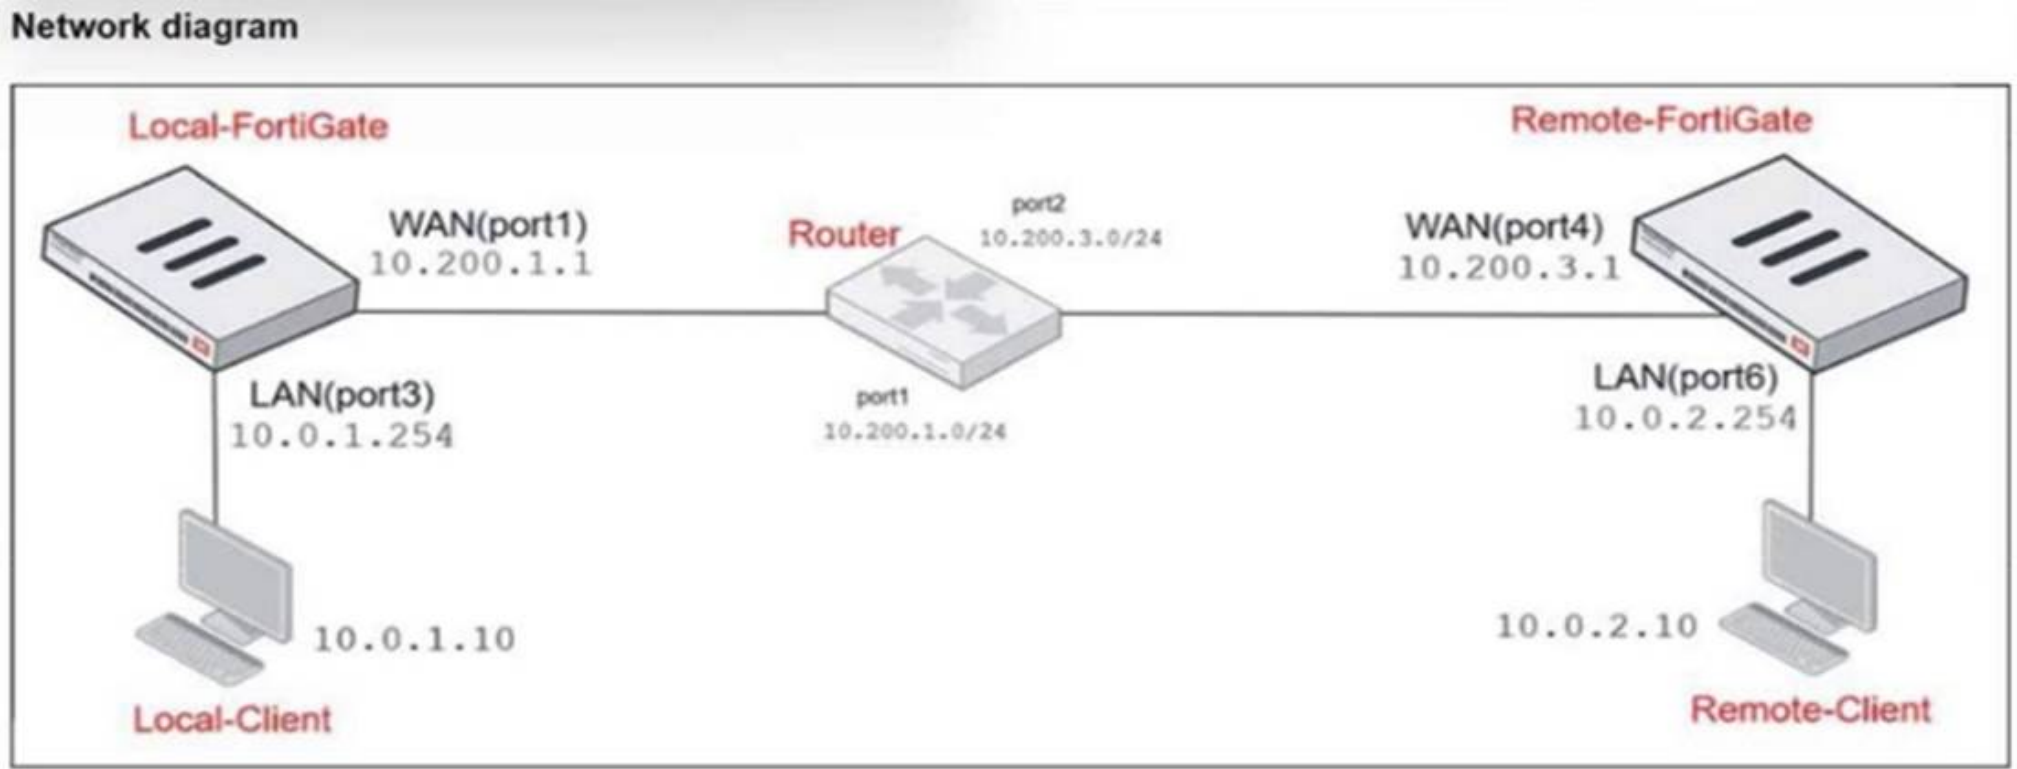 Network diagram
Local-FortiGate
Remote-FortiGate
WAN(port1)
10.200.1.1
Router
port2
10.200.3.0/24
WAN(port4)
10.200.3.1
LAN(port3)
10.0.1.254
port1
10.200.1.0/24
LAN(port6)
10.0.2.254
10.0.1.10
10.0.2.10
Local-Client
Remote-Client